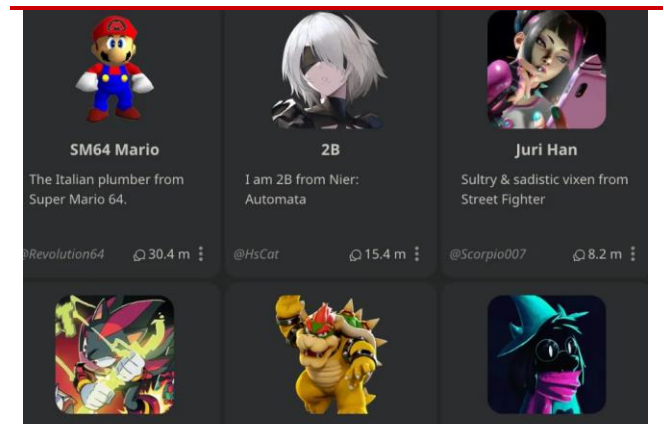 SM64 Mario
The Italian plumber from
Super Mario 64.
@Revolution64 30.4 m
2B
I am 2B from Nier:
Automata
@HsCat 15.4 m
Juri Han
Sultry & sadistic vixen from
Street Fighter
@Scorpio007 8.2 m